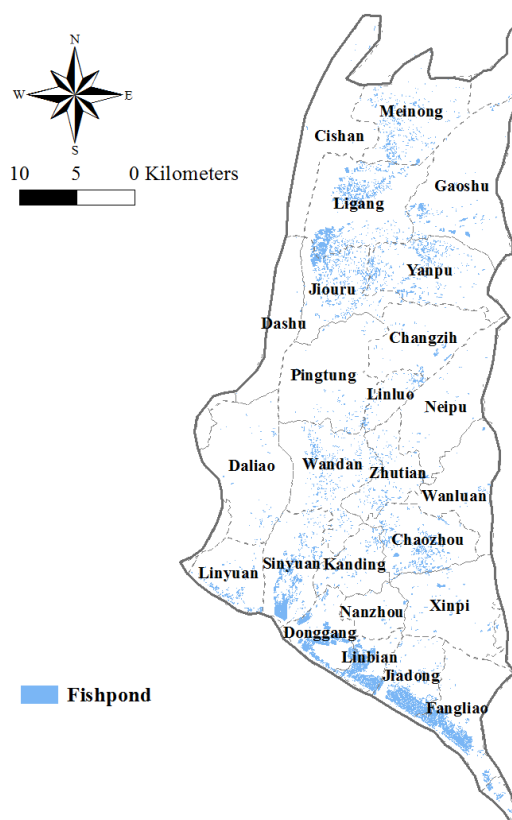 N
W E
S
10 5 0 Kilometers
Meinong
Cishan
Gaoshu
Ligang
Yanpu
Jiouru
Dashu
Changzih
Pingtung
Linluo
Neipu
Daliao
Wandan
Zhutian
Wanluan
Chaozhou
Sinyuan
Kanding
Linyuan
Xinpi
Nanzhou
Donggang
Linbian
Jiadong
Fishpond
Fangliao